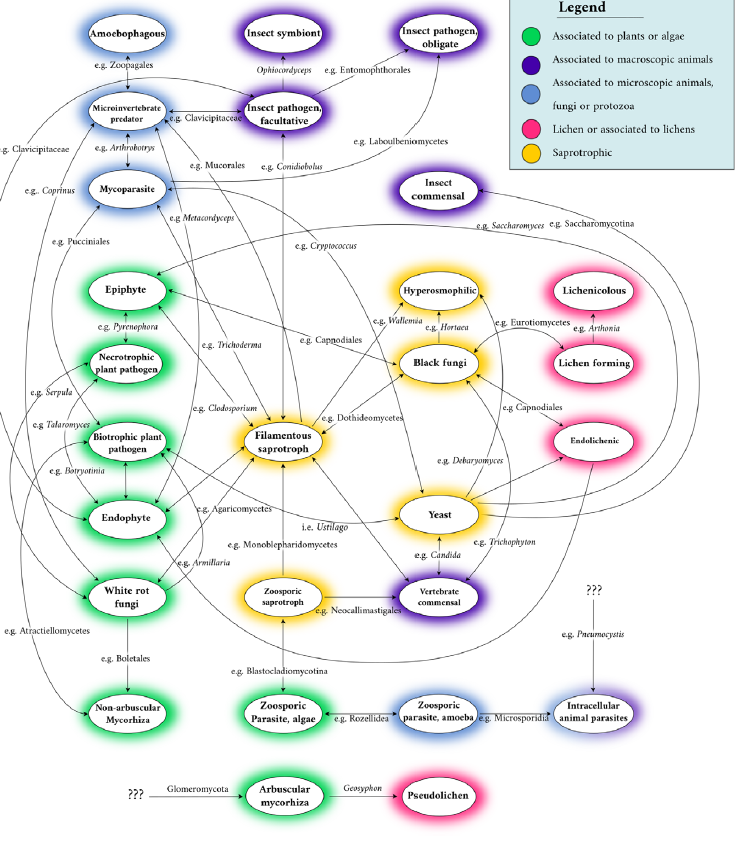 Legend
Associated to plants or algae
Associated to macroscopic animals
Associated to microscopic animals,
fungi or protozoa
Lichen or associated to lichens
Saprotrophic
Amoebophagous
Insect symbiont
Insect pathogen,
obligate
e.g. Zoopagales
Ophiocordyceps
e.g. Entomophthorales
Microinvertebrate
predator
e.g. Clavicipitaceae
Insect pathogen,
facultative
e.g. Clavicipitaceae
e.g. Arthrobotrys
e.g. Laboulbeniomycetes
e.g. Mucorales
e.g. Conidiobolus
e.g,. Coprinus
Mycoparasite
Insect
commensal
e.g Metacordyceps
e.g. Saccharomyces
e.g. Saccharomycotina
e.g. Pucciniales
e.g. Cryptococcus
Epiphyte
Hyperosmophilic
Lichenicolous
e.g. Pyrenophora
e.g. Wallemia
e.g. Hortaea
e.g. Eurotiomycetes
e.g. Arthonia
e.g. Trichoderma
e.g. Capnodiales
Necrotrophic
plant pathogen
Black fungi
Lichen forming
e.g. Serpula
e.g. Clodosporium
e.g. Dothideomycetes
e.g Capnodiales
e.g Talaromyces
Biotrophic plant
pathogen
Filamentous
saprotroph
Endolichenic
e.g. Botryotinia
e.g. Debaryomyces
e.g. Agaricomycetes
Endophyte
i.e. Ustilago
Yeast
e.g. Monoblepharidomycetes
e.g. Trichophyton
e.g. Armillaria
e.g. Candida
White rot
fungi
Zoosporic
saprotroph
e.g. Neocallimastigales
Vertebrate
commensal
???
e.g. Atractiellomycetes
e.g. Pneumocystis
e.g. Boletales
e.g. Blastocladiomycotina
Non-arbuscular
Mycorhiza
Zoosporic
Parasite, algae
e.g. Rozellidea
Zoosporic
parasite, amoeba
e.g. Microsporidia
Intracellular
animal parasites
???
Glomeromycota
Arbuscular
mycorhiza
Geosyphon
Pseudolichen